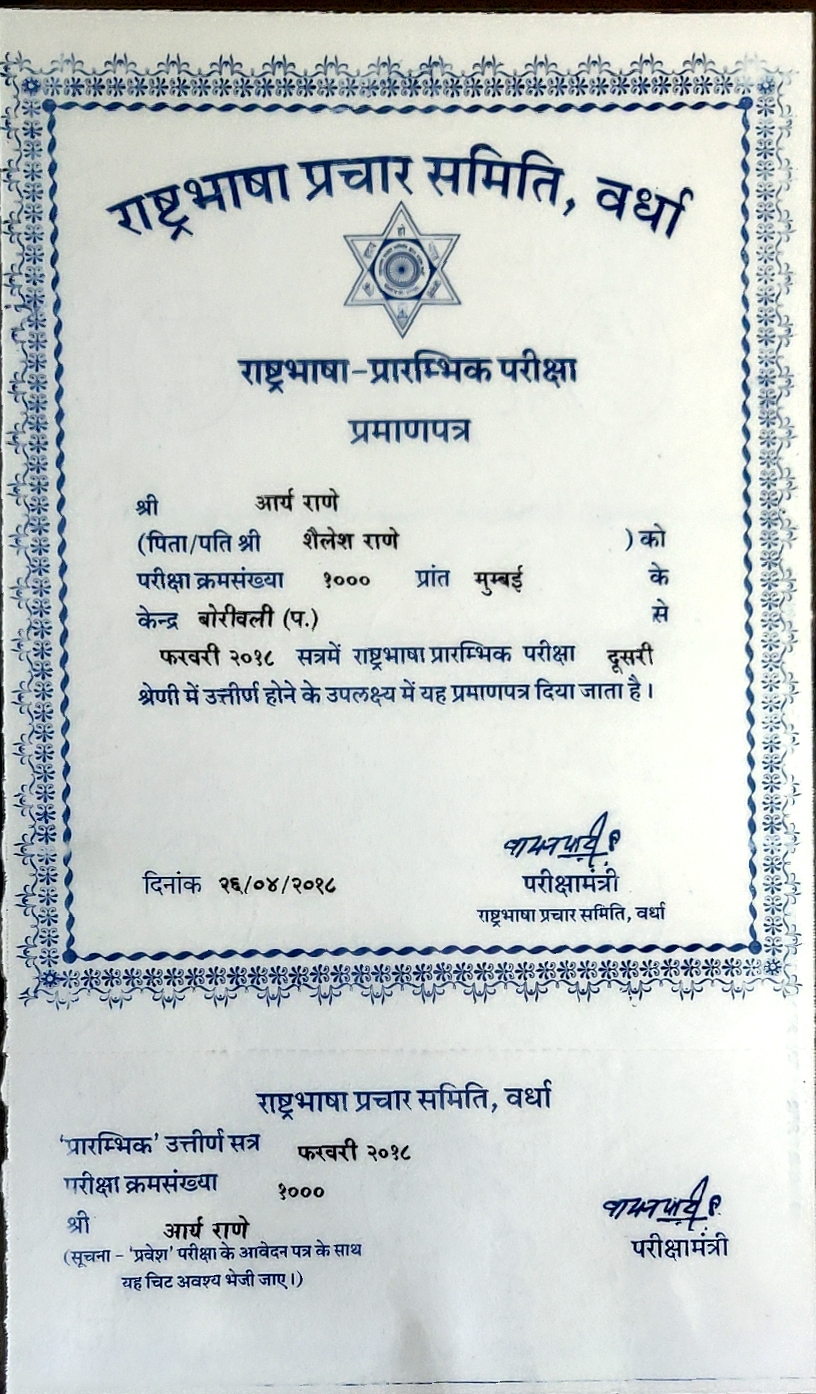 राष्ट्रभाषा प्रचार समिति, वर्धा
राष्ट्रभाषा-प्रारम्भिक परीक्षा
प्रमाणपत्र
श्री आर्य राणे
(पिता/पति श्री शैलेश राणे ) को
परीक्षा क्रमसंख्या १००० प्रांत मुम्बई के
केन्द्र बोरीवली (प.) से
फरवरी २०१८ सत्रमें राष्ट्रभाषा प्रारम्भिक परीक्षा दूसरी
श्रेणी में उत्तीर्ण होने के उपलक्ष्य में यह प्रमाणपत्र दिया जाता है।
दिनांक २६/०४/२०१८
परीक्षामंत्री
राष्ट्रभाषा प्रचार समिति, वर्धा
राष्ट्रभाषा प्रचार समिति, वर्धा
'प्रारम्भिक' उत्तीर्ण सत्र फरवरी २०१८
परीक्षा क्रमसंख्या १०००
श्री आर्य राणे
(सूचना - 'प्रवेश' परीक्षा के आवेदन पत्र के साथ
यह चिट अवश्य भेजी जाए।)
परीक्षामंत्री